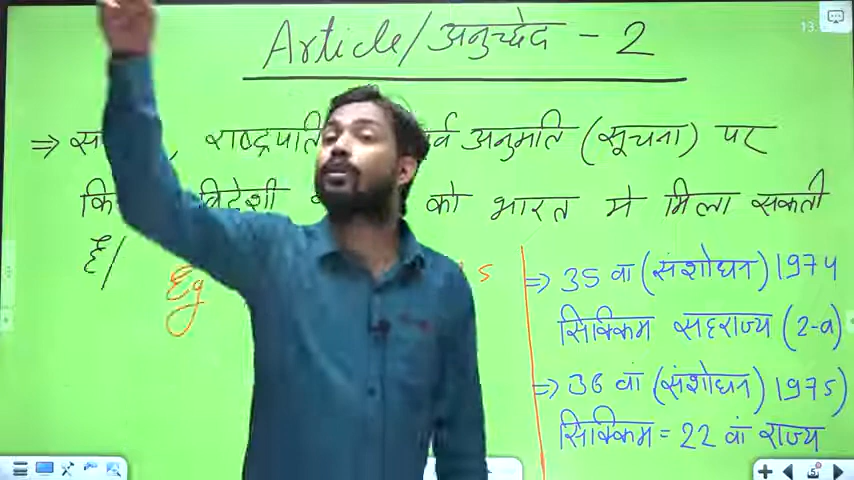 Article/अनुच्छेद - 2
⇒ राष्ट्रपति अनुमति (सूचना) पर
विदेशी को भारत मे मिला सकती
है/
Eg
⇒ 35 वां (संशोधन) 1974
सिक्किम सहराज्य (2-a)
⇒ 36 वां (संशोधन) 1975)
सिक्किम = 22 वां राज्य